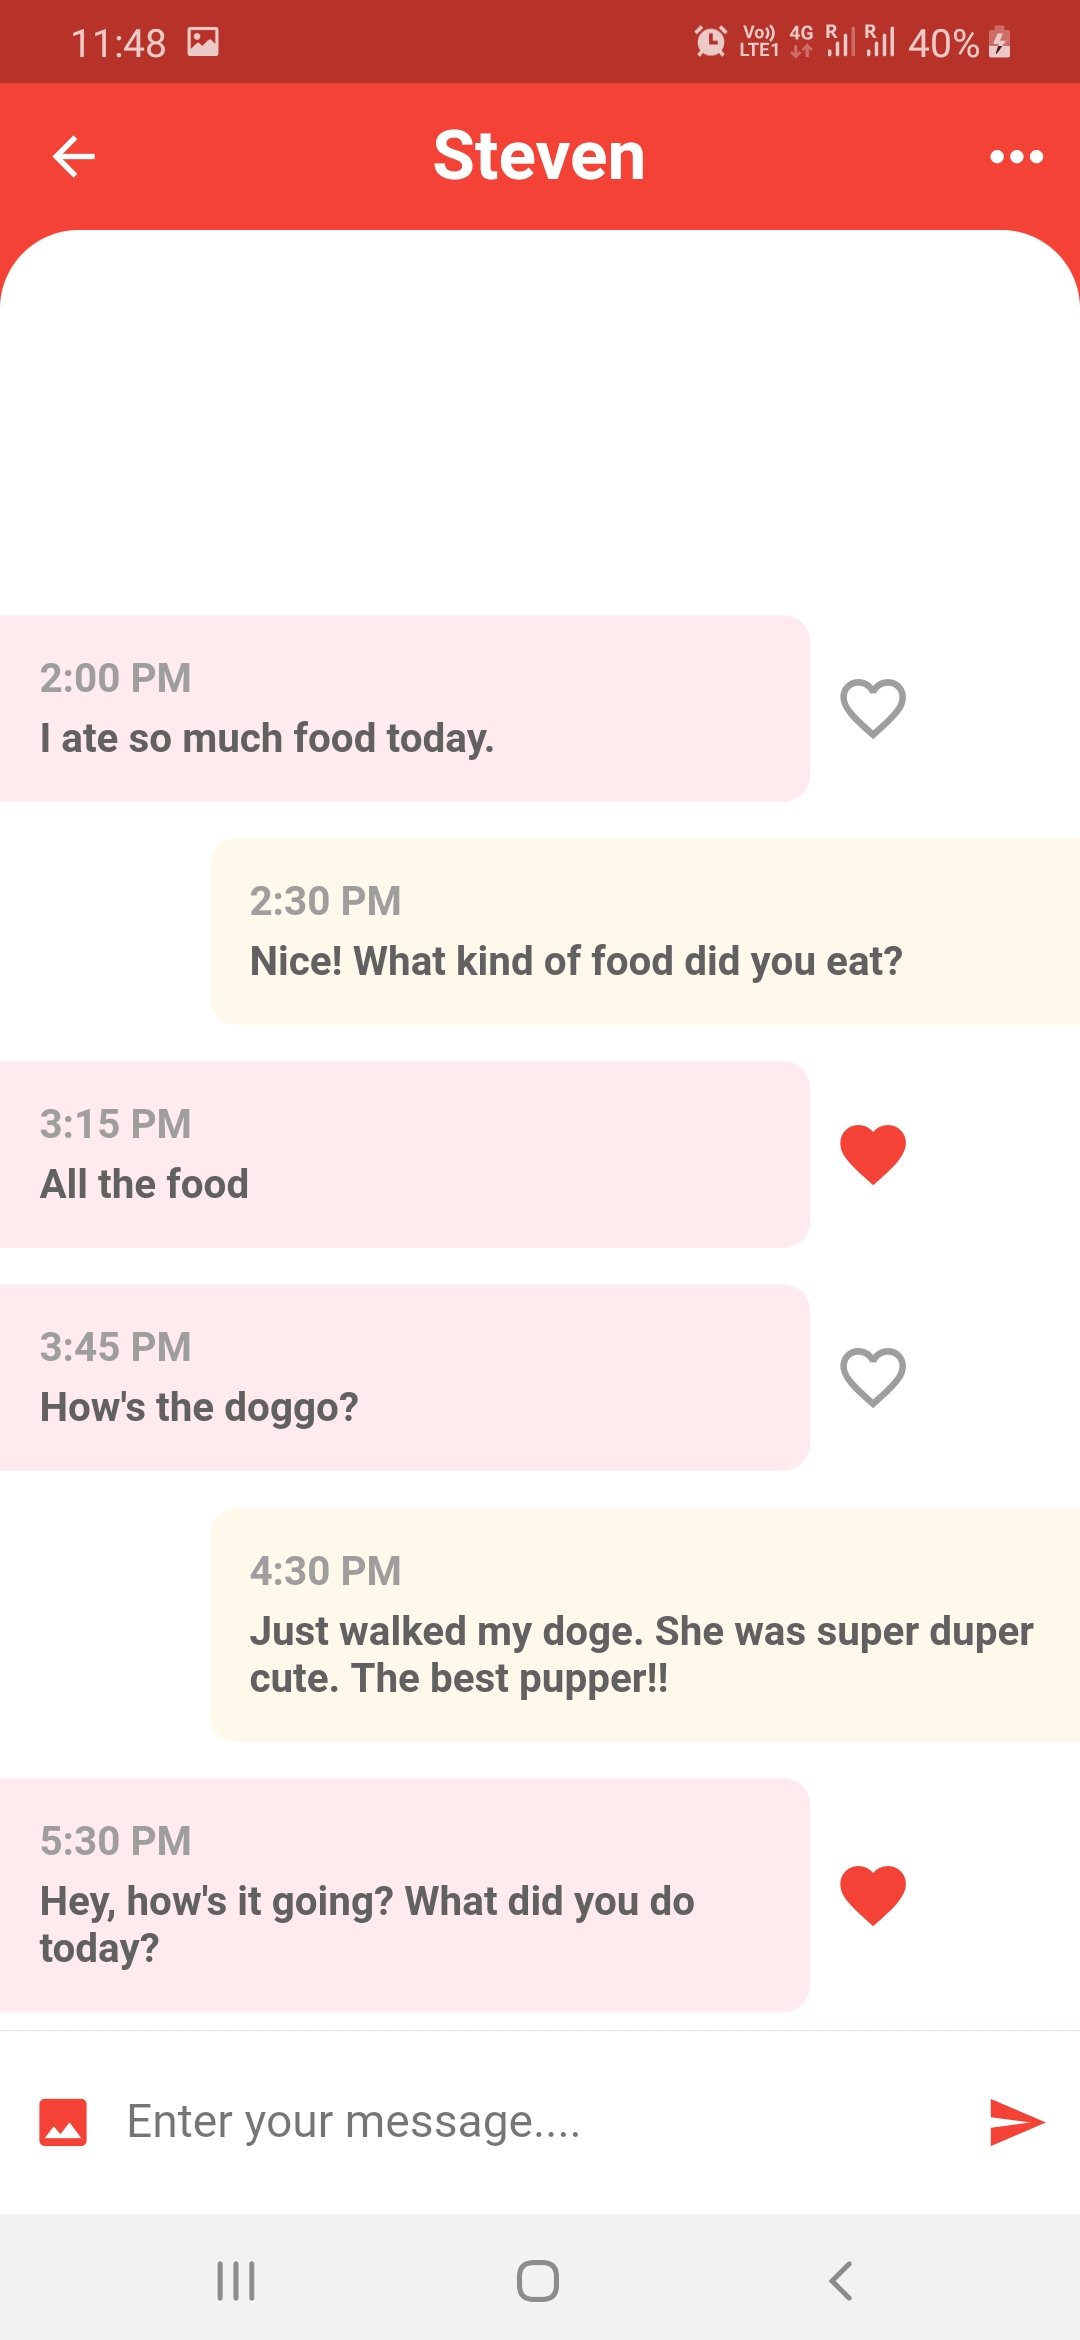 11:48 Vo)) LTE1 4G R R 40%
Steven
2:00 PM
I ate so much food today.
2:30 PM
Nice! What kind of food did you eat?
3:15 PM
All the food
3:45 PM
How's the doggo?
4:30 PM
Just walked my doge. She was super duper
cute. The best pupper!!
5:30 PM
Hey, how's it going? What did you do
today?
Enter your message....